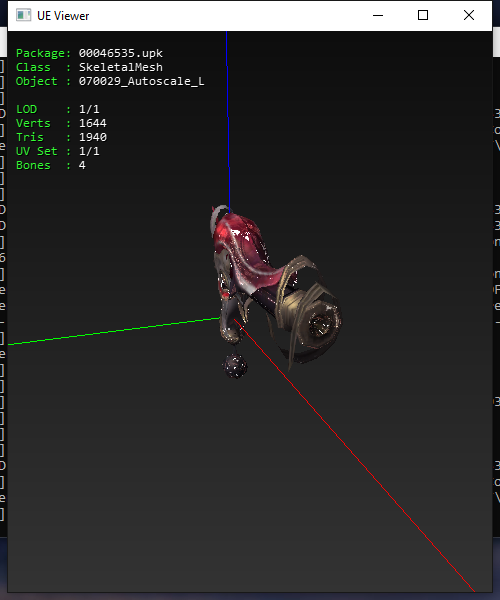 UE Viewer
Package: 00046535.upk
Class : SkeletalMesh
Object : 070029_Autoscale_L
LOD : 1/1
Verts : 1644
Tris : 1940
UV Set : 1/1
Bones : 4